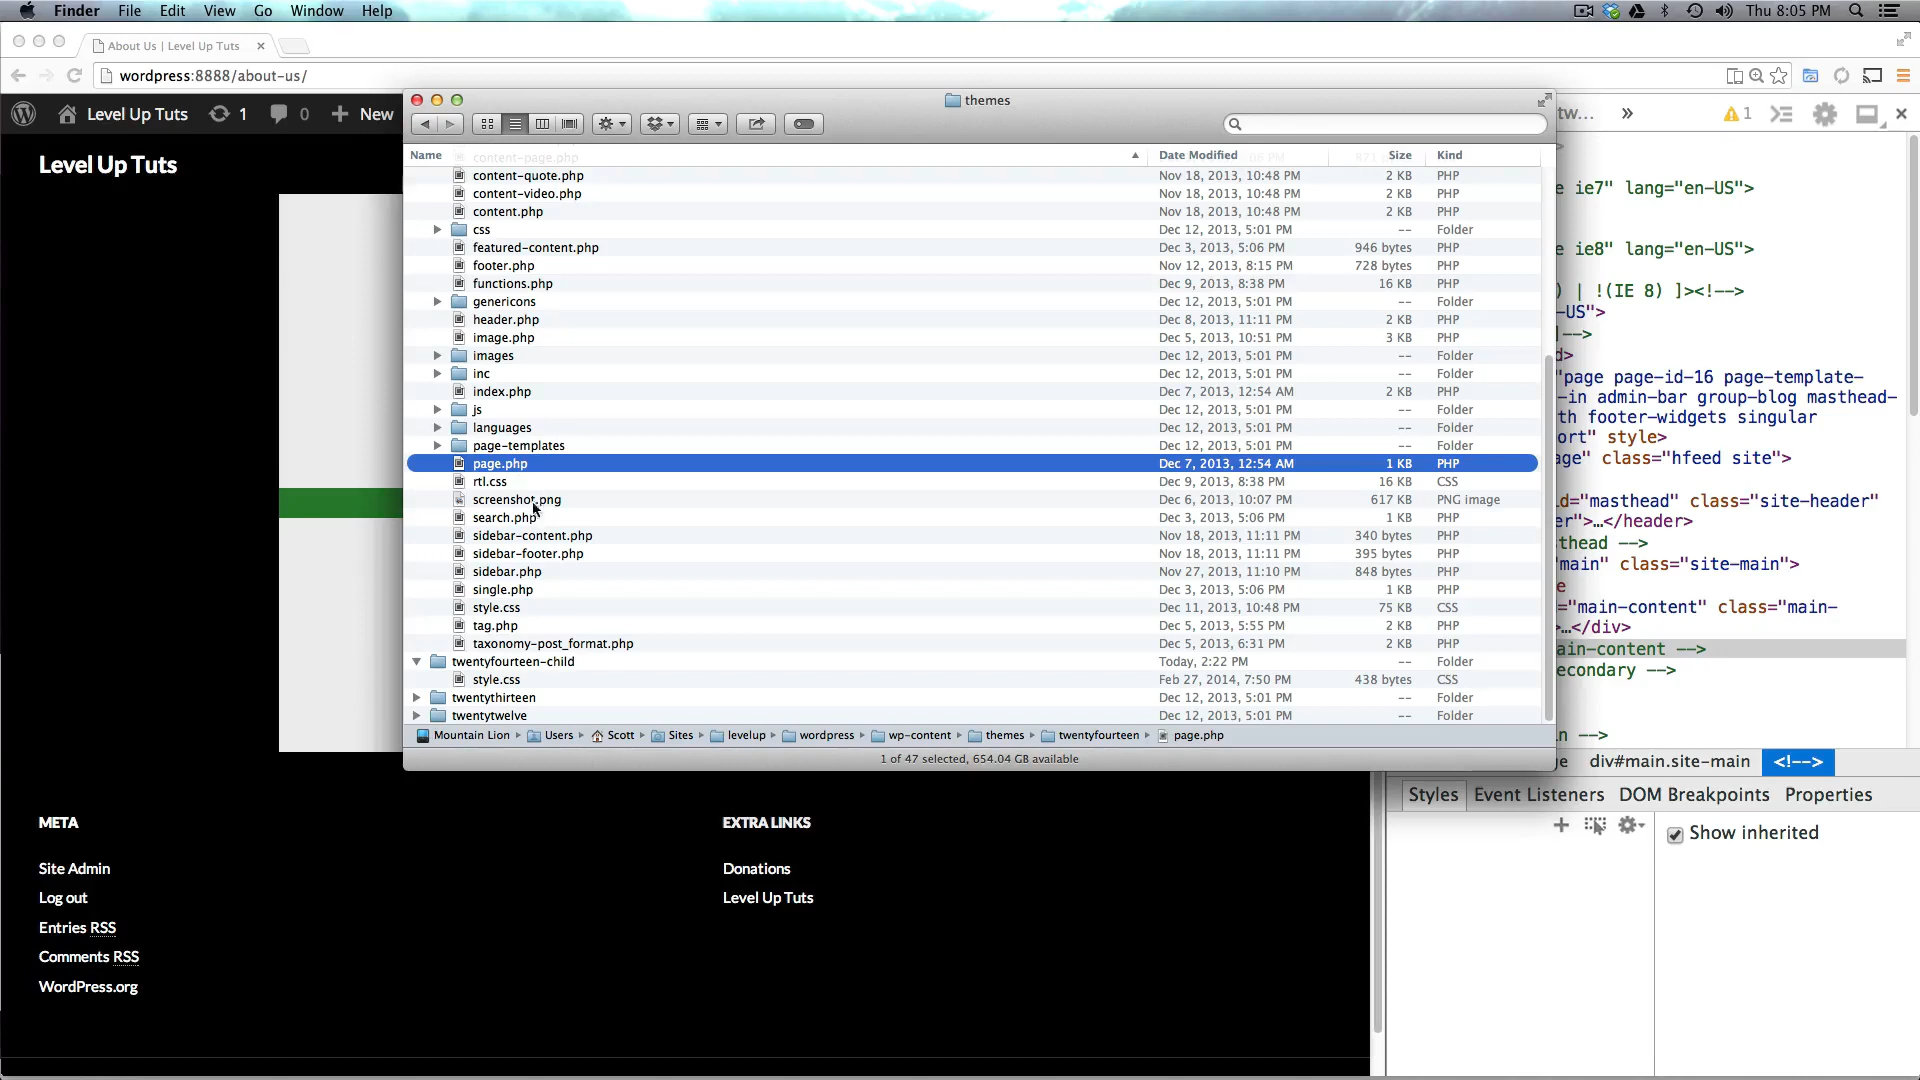 Finder File Edit View Go Window Help Thu 8:05 PM
About Us | Level Up Tuts
wordpress:8888/about-us/
Level Up Tuts 1 0 New
Level Up Tuts
themes
Name Date Modified Size Kind
content-page.php
content-quote.php Nov 18, 2013, 10:48 PM 2 KB PHP
content-video.php Nov 18, 2013, 10:48 PM 2 KB PHP
content.php Nov 18, 2013, 10:48 PM 2 KB PHP
css Dec 12, 2013, 5:01 PM -- Folder
featured-content.php Dec 3, 2013, 5:06 PM 946 bytes PHP
footer.php Nov 12, 2013, 8:15 PM 728 bytes PHP
functions.php Dec 9, 2013, 8:38 PM 16 KB PHP
genericons Dec 12, 2013, 5:01 PM -- Folder
header.php Dec 8, 2013, 11:11 PM 2 KB PHP
image.php Dec 5, 2013, 10:51 PM 3 KB PHP
images Dec 12, 2013, 5:01 PM -- Folder
inc Dec 12, 2013, 5:01 PM -- Folder
index.php Dec 7, 2013, 12:54 AM 2 KB PHP
js Dec 12, 2013, 5:01 PM -- Folder
languages Dec 12, 2013, 5:01 PM -- Folder
page-templates Dec 12, 2013, 5:01 PM -- Folder
page.php Dec 7, 2013, 12:54 AM 1 KB PHP
rtl.css Dec 9, 2013, 8:38 PM 16 KB CSS
screenshot.png Dec 6, 2013, 10:07 PM 617 KB PNG image
search.php Dec 3, 2013, 5:06 PM 1 KB PHP
sidebar-content.php Nov 18, 2013, 11:11 PM 340 bytes PHP
sidebar-footer.php Nov 18, 2013, 11:11 PM 395 bytes PHP
sidebar.php Nov 27, 2013, 11:10 PM 848 bytes PHP
single.php Dec 3, 2013, 5:06 PM 1 KB PHP
style.css Dec 11, 2013, 10:48 PM 75 KB CSS
tag.php Dec 5, 2013, 5:55 PM 2 KB PHP
taxonomy-post_format.php Dec 5, 2013, 6:31 PM 2 KB PHP
twentyfourteen-child Today, 2:22 PM -- Folder
style.css Feb 27, 2014, 7:50 PM 438 bytes CSS
twentythirteen Dec 12, 2013, 5:01 PM -- Folder
twentytwelve Dec 12, 2013, 5:01 PM -- Folder
Mountain Lion Users Scott Sites levelup wordpress wp-content themes twentyfourteen page.php
1 of 47 selected, 654.04 GB available
tw... » 1
>
e ie7" lang="en-US">
e ie8" lang="en-US">
) | !(IE 8) ]><!-->
-US">
]-->
d>
"page page-id-16 page-template-
-in admin-bar group-blog masthead-
th footer-widgets singular
ort" style>
age" class="hfeed site">
id="masthead" class="site-header"
er">…</header>
thead -->
"main" class="site-main">
e
="main-content" class="main-
>…</div>
ain-content -->
econdary -->
n -->
e div#main.site-main <!-->
Styles Event Listeners DOM Breakpoints Properties
Show inherited
META
Site Admin
Log out
Entries RSS
Comments RSS
WordPress.org
EXTRA LINKS
Donations
Level Up Tuts